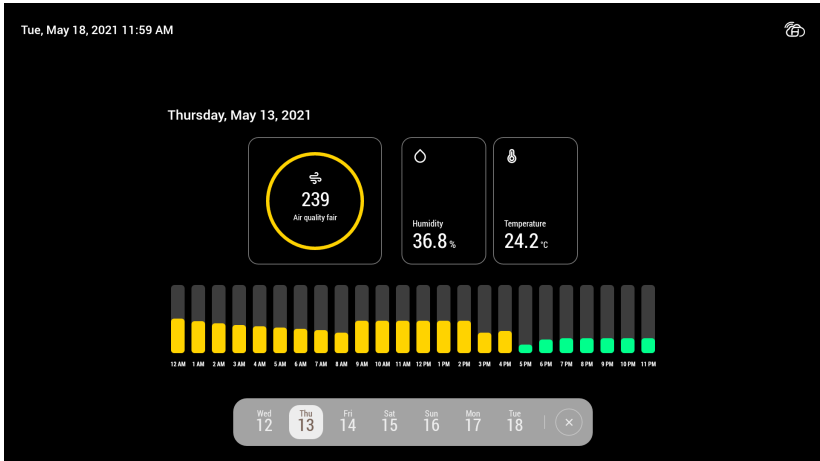 Tue, May 18, 2021 11:59 AM
Thursday, May 13, 2021
239
Air quality fair
Humidity
36.8 %
Temperature
24.2 °C
12 AM 1 AM 2 AM 3 AM 4 AM 5 AM 6 AM 7 AM 8 AM 9 AM 10 AM 11 AM 12 PM 1 PM 2 PM 3 PM 4 PM 5 PM 6 PM 7 PM 8 PM 9 PM 10 PM 11 PM
Wed Thu Fri Sat Sun Mon Tue
12 13 14 15 16 17 18